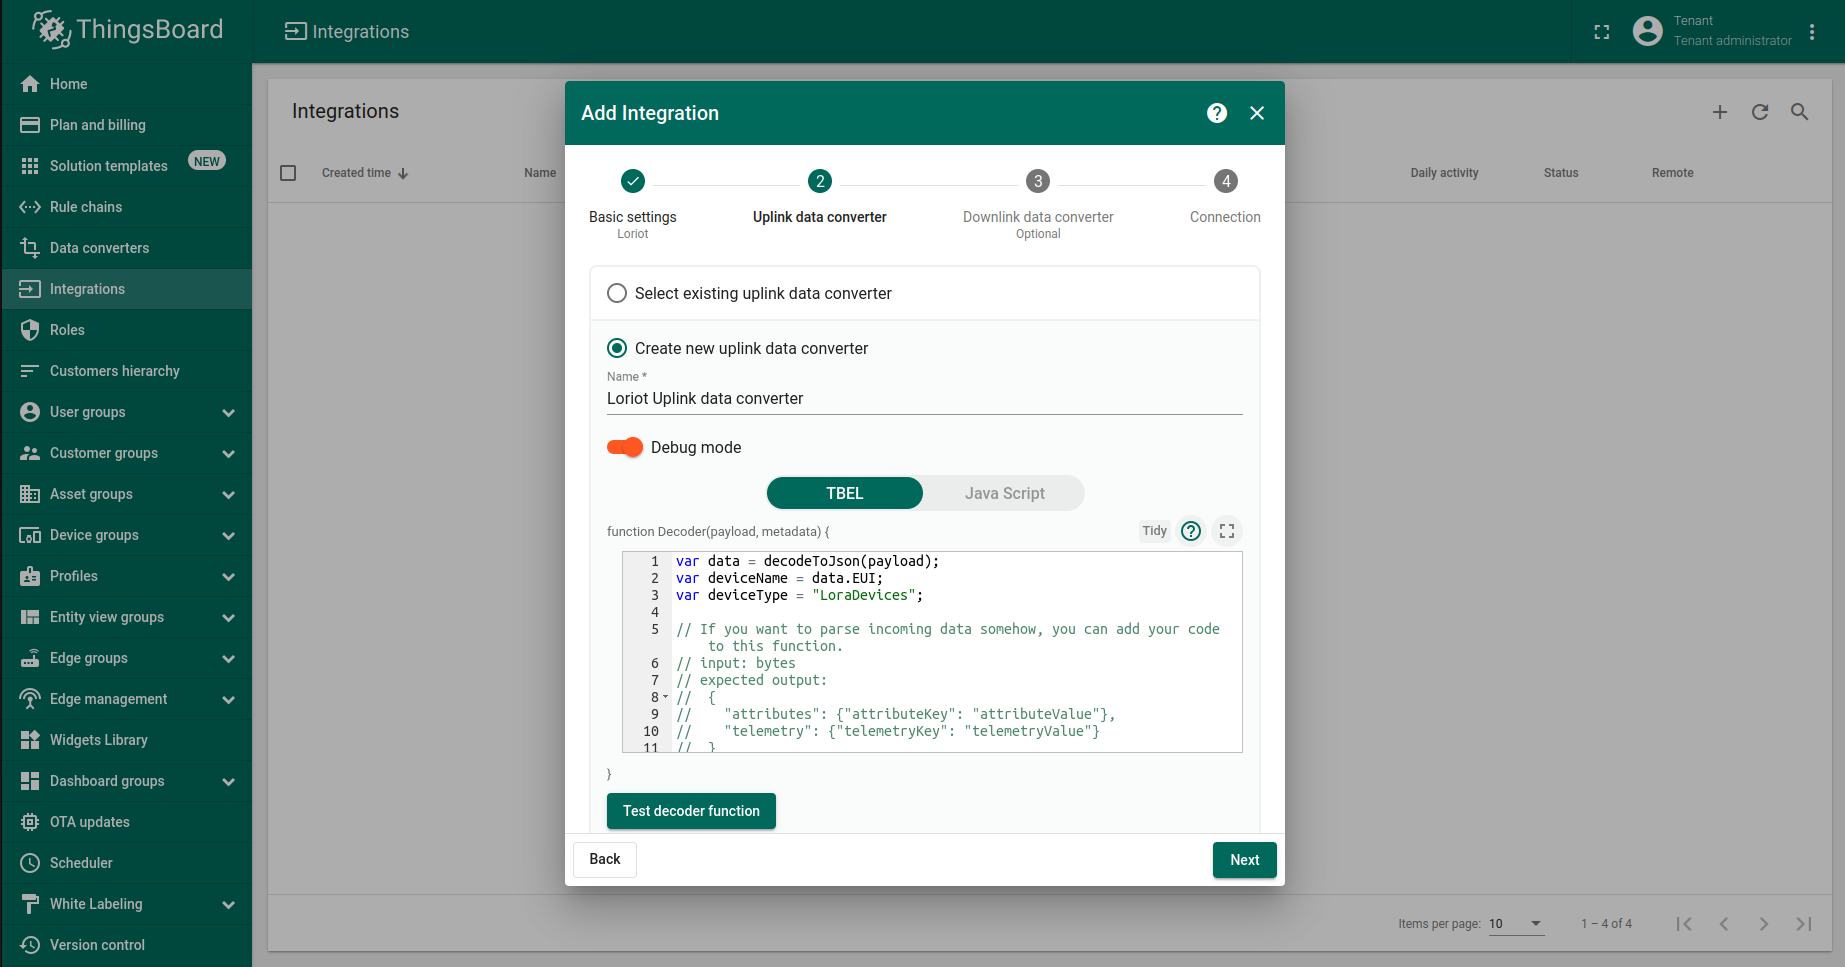 ThingsBoard
Integrations
Tenant
Tenant administrator
Home
Plan and billing
Solution templates NEW
Rule chains
Data converters
Integrations
Roles
Customers hierarchy
User groups
Customer groups
Asset groups
Device groups
Profiles
Entity view groups
Edge groups
Edge management
Widgets Library
Dashboard groups
OTA updates
Scheduler
White Labeling
Version control
Integrations
Created time
Name
Daily activity
Status
Remote
Add Integration
?
2
3
4
Basic settings
Loriot
Uplink data converter
Downlink data converter
Optional
Connection
Select existing uplink data converter
Create new uplink data converter
Name *
Loriot Uplink data converter
Debug mode
TBEL
Java Script
function Decoder(payload, metadata) {
Tidy
?
1 var data = decodeToJson(payload);
2 var deviceName = data.EUI;
3 var deviceType = "LoraDevices";
4
5 // If you want to parse incoming data somehow, you can add your code
to this function.
6 // input: bytes
7 // expected output:
8 // {
9 // "attributes": {"attributeKey": "attributeValue"},
10 // "telemetry": {"telemetryKey": "telemetryValue"}
11 // }
}
Test decoder function
Back
Next
Items per page: 10
1 – 4 of 4